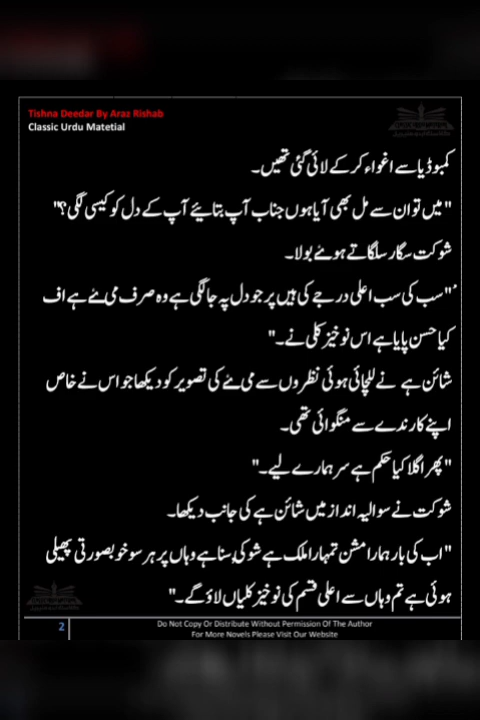 Tishna Deedar By Araz Rishab
Classic Urdu Matetial
کمبوڈیا سے اغواء کر کے لائی گئی تھیں۔
"میں تو ان سے مل بھی آیا ہوں جناب آپ بتائیے آپ کے دل کو کیسی لگی؟"
شوکت سگار سلگاتے ہوئے بولا۔
"سب کی سب اعلی درجے کی ہیں پر جو دل پہ جا لگی ہے وہ صرف می مئے ہے اف
کیا حسن پایا ہے اس نوخیز کلی نے۔"
شائن ہے نے للچائی ہوئی نظروں سے می مئے کی تصویر کو دیکھا جو اس نے خاص
اپنے کارندے سے منگوائی تھی۔
"پھر اگلا کیا حکم ہے سر ہمارے لیے۔"
شوکت نے سوالیہ انداز میں شائن ہے کی جانب دیکھا۔
"اب کی بار ہمارا مشن تمہارا ملک ہے شوکی سنا ہے وہاں پر ہر سو خوبصورتی پھیلی
ہوئی ہے تم وہاں سے اعلی قسم کی نوخیز کلیاں لاؤ گے۔"
2
Do Not Copy Or Distribute Without Permission Of The Author
For More Novels Please Visit Our Website